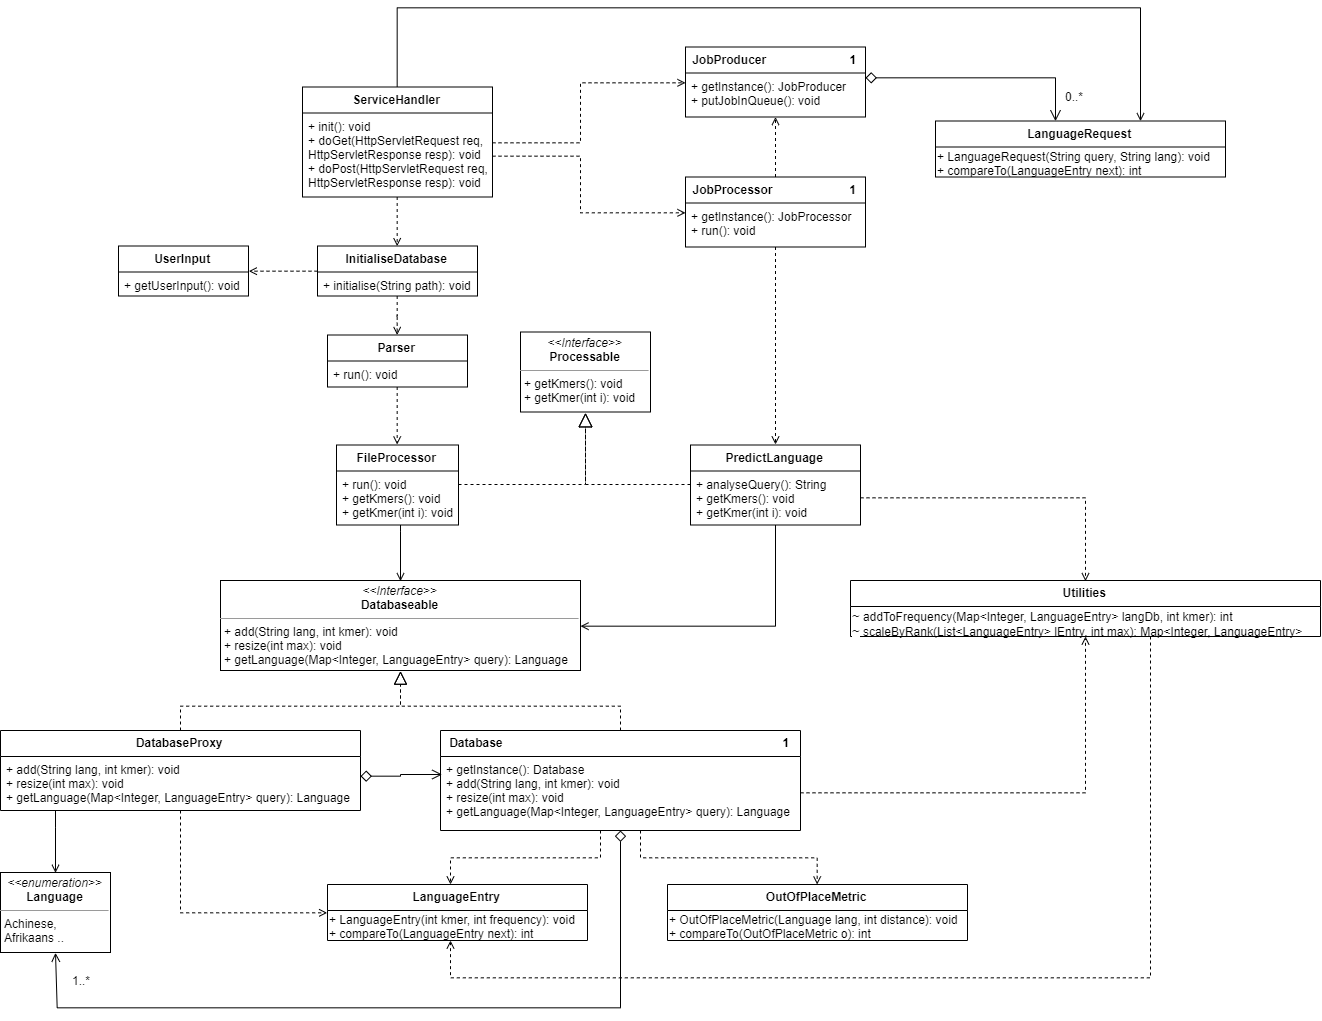 JobProducer 1
+ getInstance(): JobProducer
+ putJobInQueue(): void
ServiceHandler
+ init(): void
+ doGet(HttpServletRequest req,
HttpServletResponse resp): void
+ doPost(HttpServletRequest req,
HttpServletResponse resp): void
0..*
LanguageRequest
+ LanguageRequest(String query, String lang): void
+ compareTo(LanguageEntry next): int
JobProcessor 1
+ getInstance(): JobProcessor
+ run(): void
UserInput
+ getUserInput(): void
InitialiseDatabase
+ initialise(String path): void
Parser
+ run(): void
<<Interface>>
Processable
+ getKmers(): void
+ getKmer(int i): void
FileProcessor
+ run(): void
+ getKmers(): void
+ getKmer(int i): void
PredictLanguage
+ analyseQuery(): String
+ getKmers(): void
+ getKmer(int i): void
<<Interface>>
Databaseable
+ add(String lang, int kmer): void
+ resize(int max): void
+ getLanguage(Map<Integer, LanguageEntry> query): Language
Utilities
~ addToFrequency(Map<Integer, LanguageEntry> langDb, int kmer): int
~ scaleByRank(List<LanguageEntry> lEntry, int max): Map<Integer, LanguageEntry>
DatabaseProxy
+ add(String lang, int kmer): void
+ resize(int max): void
+ getLanguage(Map<Integer, LanguageEntry> query): Language
Database 1
+ getInstance(): Database
+ add(String lang, int kmer): void
+ resize(int max): void
+ getLanguage(Map<Integer, LanguageEntry> query): Language
<<enumeration>>
Language
Achinese,
Afrikaans ..
LanguageEntry
+ LanguageEntry(int kmer, int frequency): void
+ compareTo(LanguageEntry next): int
OutOfPlaceMetric
+ OutOfPlaceMetric(Language lang, int distance): void
+ compareTo(OutOfPlaceMetric o): int
1..*